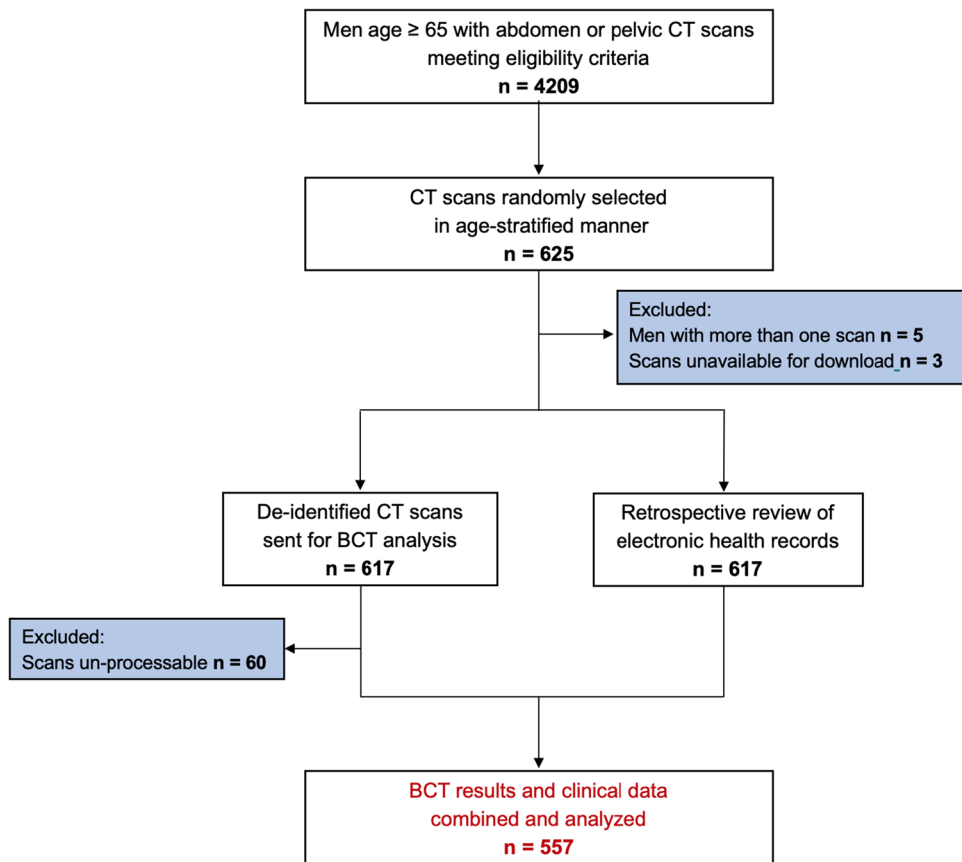 Men age ≥ 65 with abdomen or pelvic CT scans
meeting eligibility criteria
n = 4209
CT scans randomly selected
in age-stratified manner
n = 625
Excluded:
Men with more than one scan n = 5
Scans unavailable for download n = 3
De-identified CT scans
sent for BCT analysis
n = 617
Retrospective review of
electronic health records
n = 617
Excluded:
Scans un-processable n = 60
BCT results and clinical data
combined and analyzed
n = 557